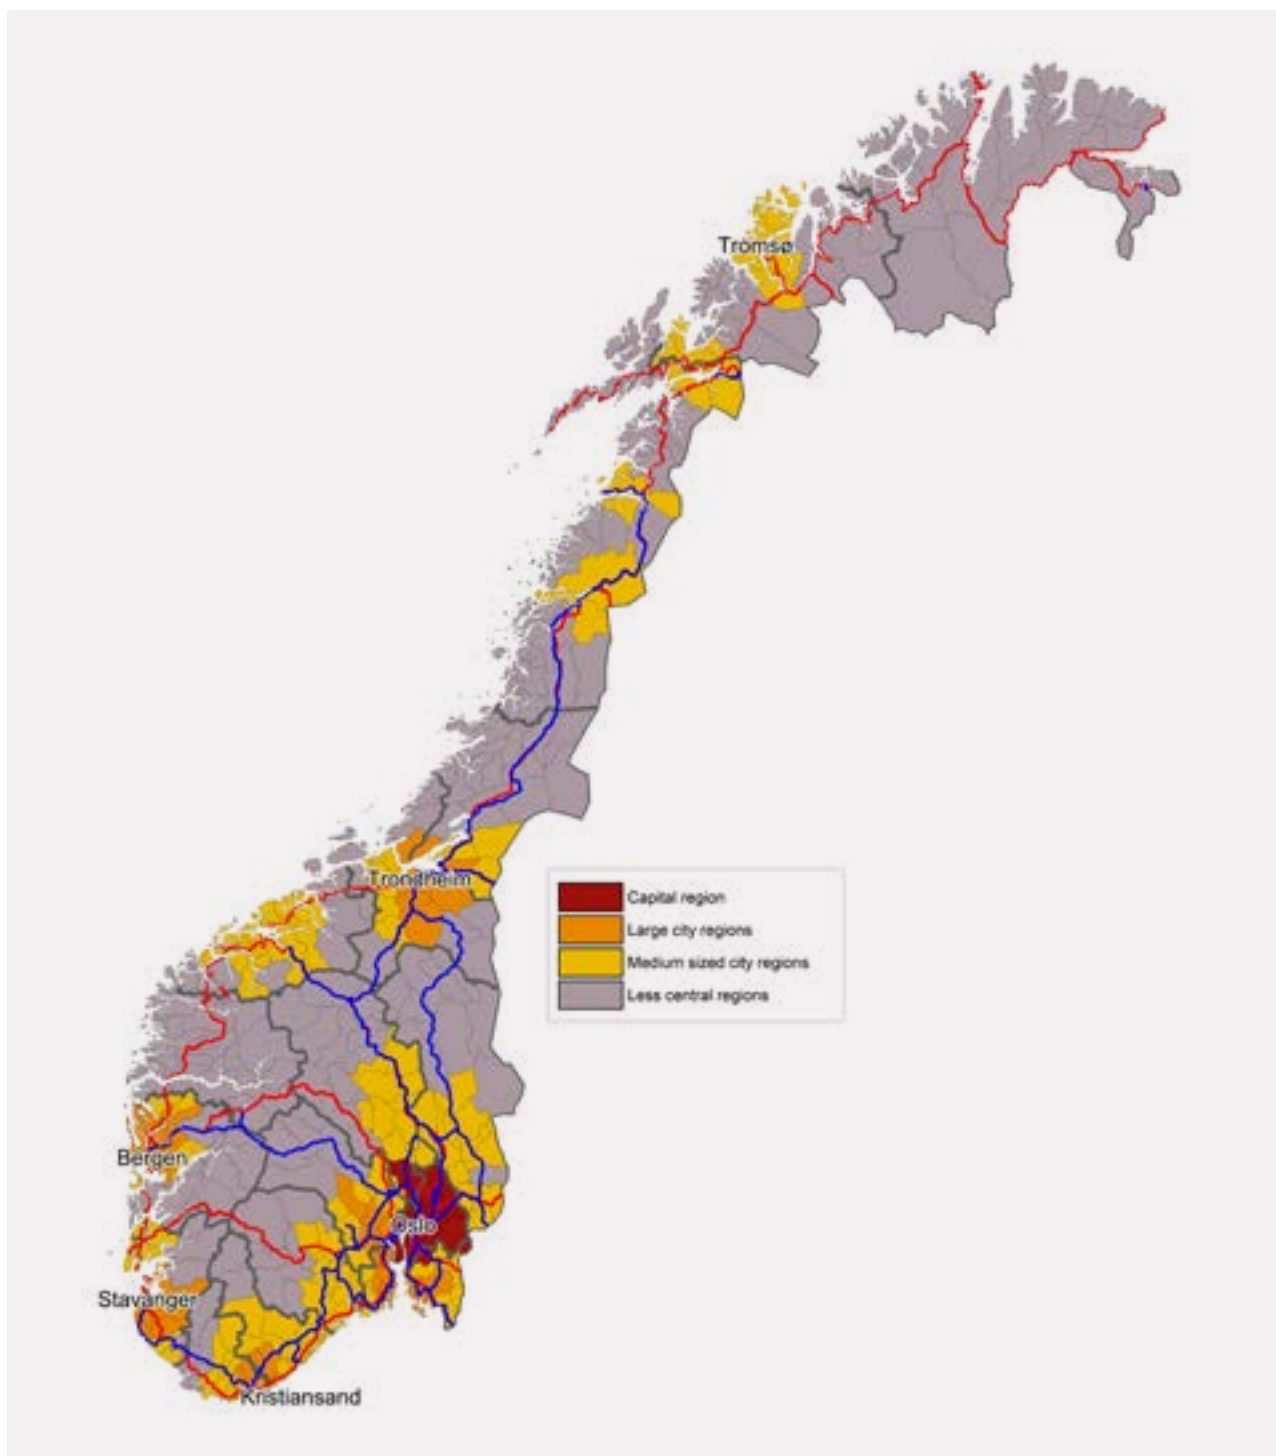 Tromsø
Trondheim
Capital region
Large city regions
Medium sized city regions
Less central regions
Bergen
Oslo
Stavanger
Kristiansand